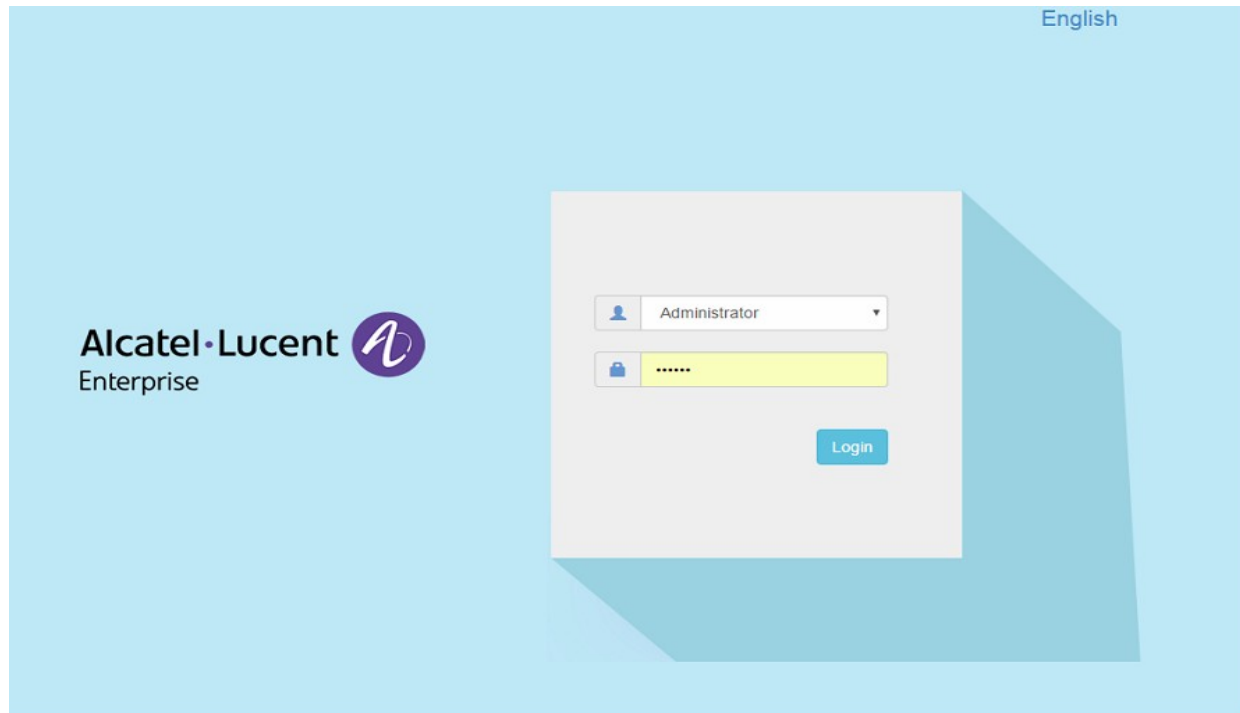 English
Alcatel·Lucent
Enterprise
Administrator
••••••
Login